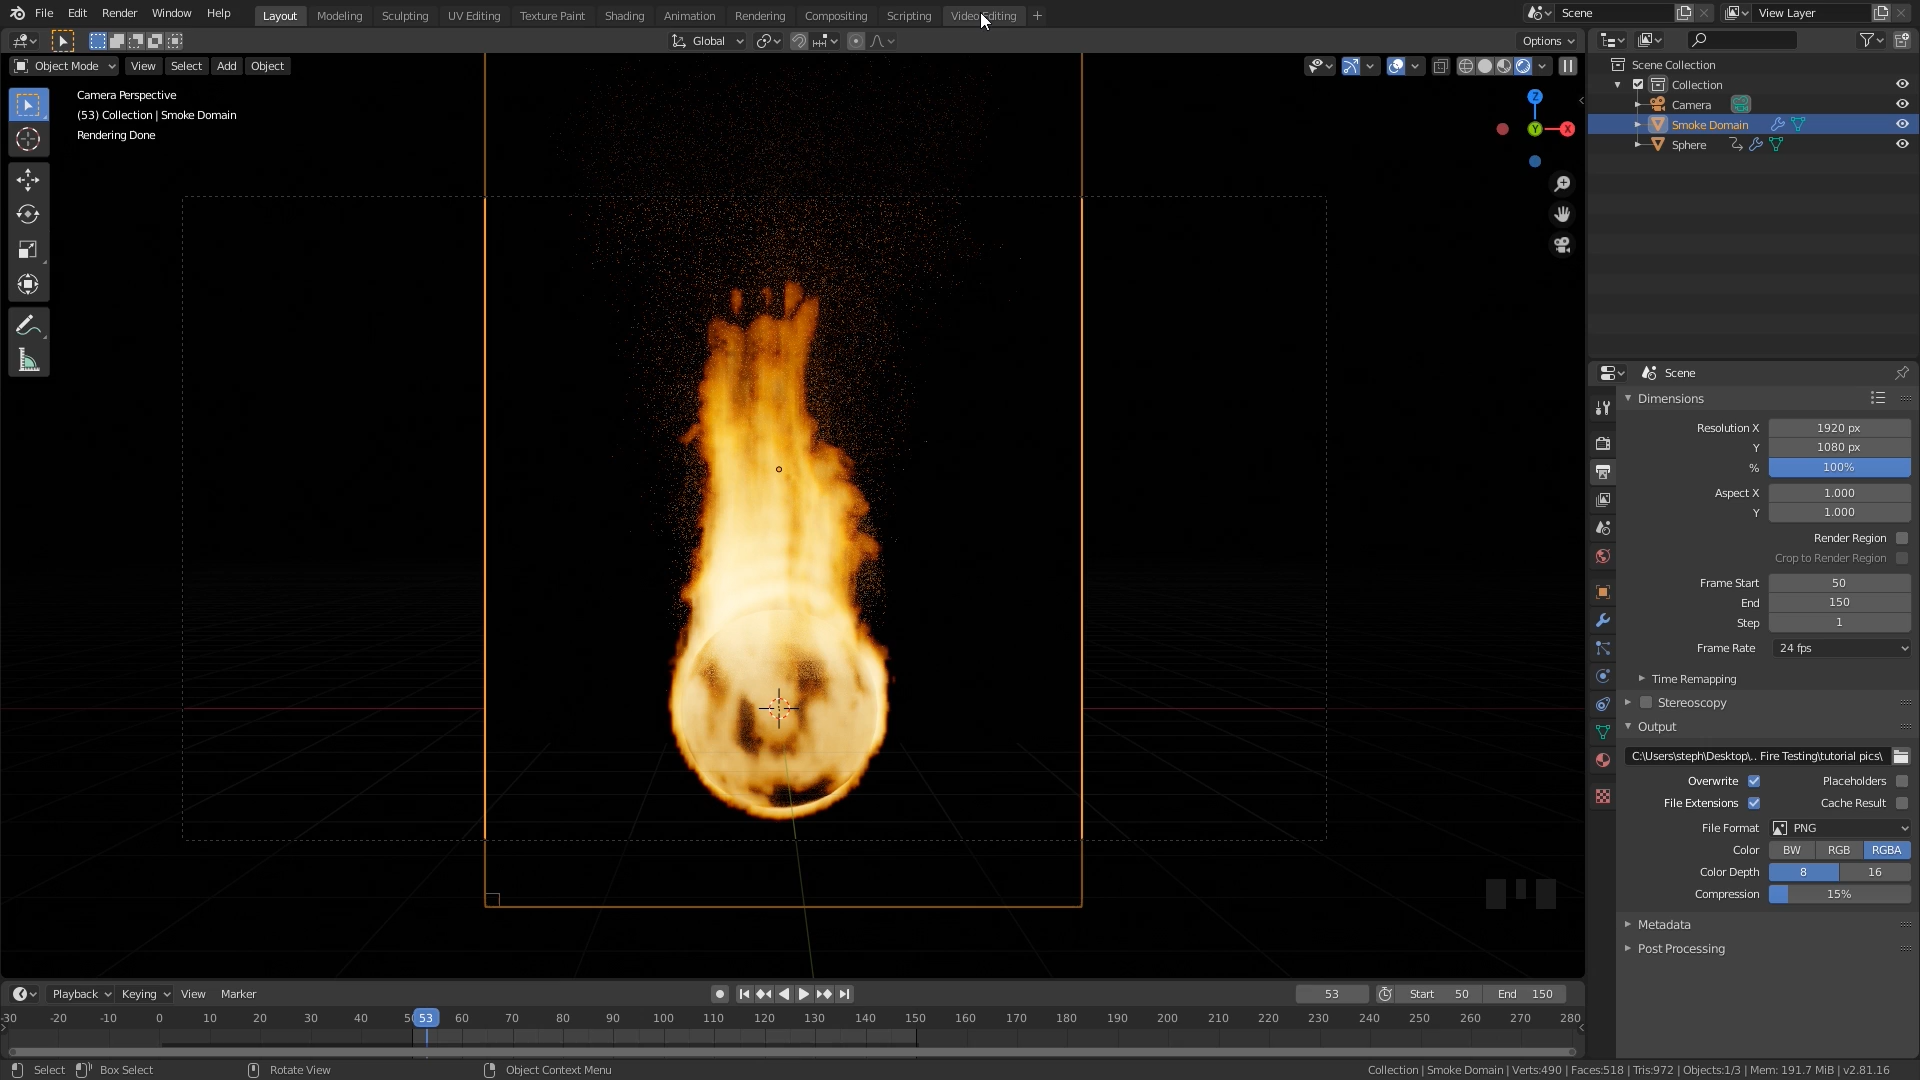 File Edit Render Window Help Layout Modeling Sculpting UV Editing Texture Paint Shading Animation Rendering Compositing Scripting Video Editing + Scene View Layer
Global Options
Object Mode View Select Add Object
Camera Perspective
(53) Collection | Smoke Domain
Rendering Done
Z
Y
X
Scene Collection
Collection
Camera
Smoke Domain
Sphere
Scene
Dimensions
Resolution X 1920 px
Y 1080 px
% 100%
Aspect X 1.000
Y 1.000
Render Region
Crop to Render Region
Frame Start 50
End 150
Step 1
Frame Rate 24 fps
Time Remapping
Stereoscopy
Output
C:\Users\steph\Desktop\.. Fire Testing\tutorial pics\
Overwrite Placeholders
File Extensions Cache Result
File Format PNG
Color BW RGB RGBA
Color Depth 8 16
Compression 15%
Metadata
Post Processing
Playback Keying View Marker 53 Start 50 End 150
-30 -20 -10 0 10 20 30 40 53 60 70 80 90 100 110 120 130 140 150 160 170 180 190 200 210 220 230 240 250 260 270 280
Select Box Select Rotate View Object Context Menu Collection | Smoke Domain | Verts:490 | Faces:518 | Tris:972 | Objects:1/3 | Mem: 191.7 MiB | v2.81.16